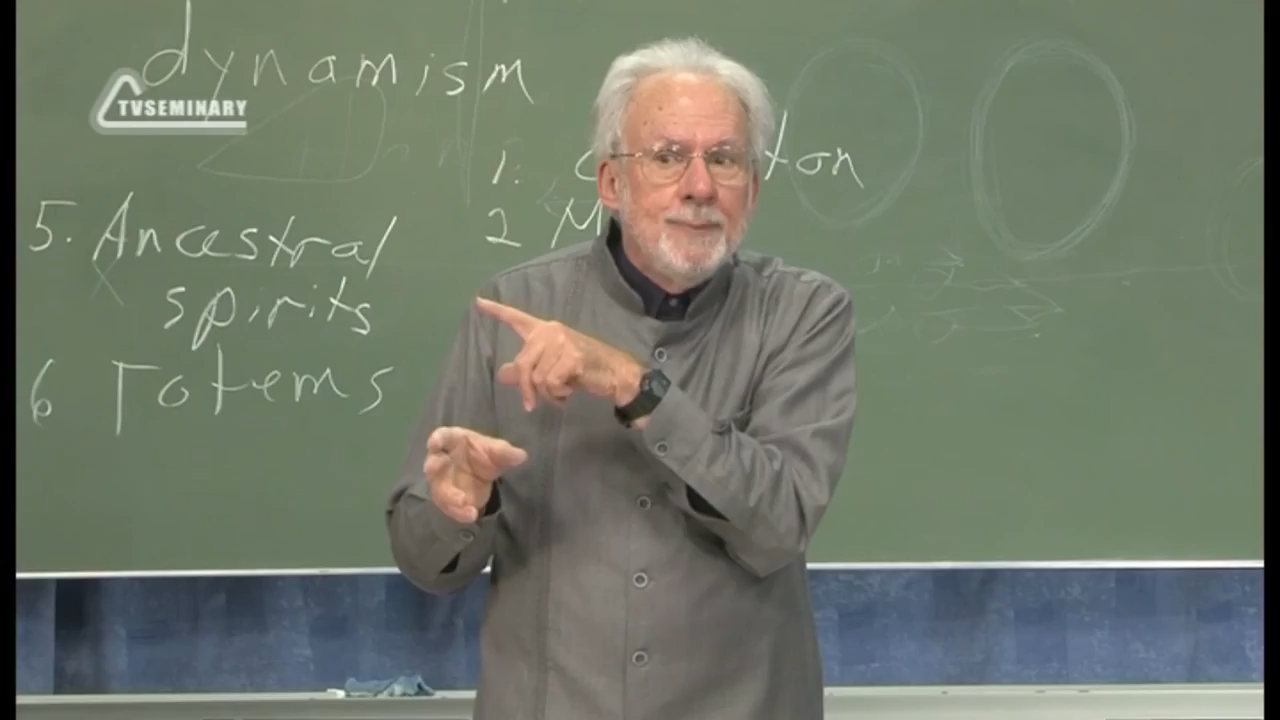 dynamism
TVSEMINARY
1.
2 M
5. Ancestral
spirits
6 Totems